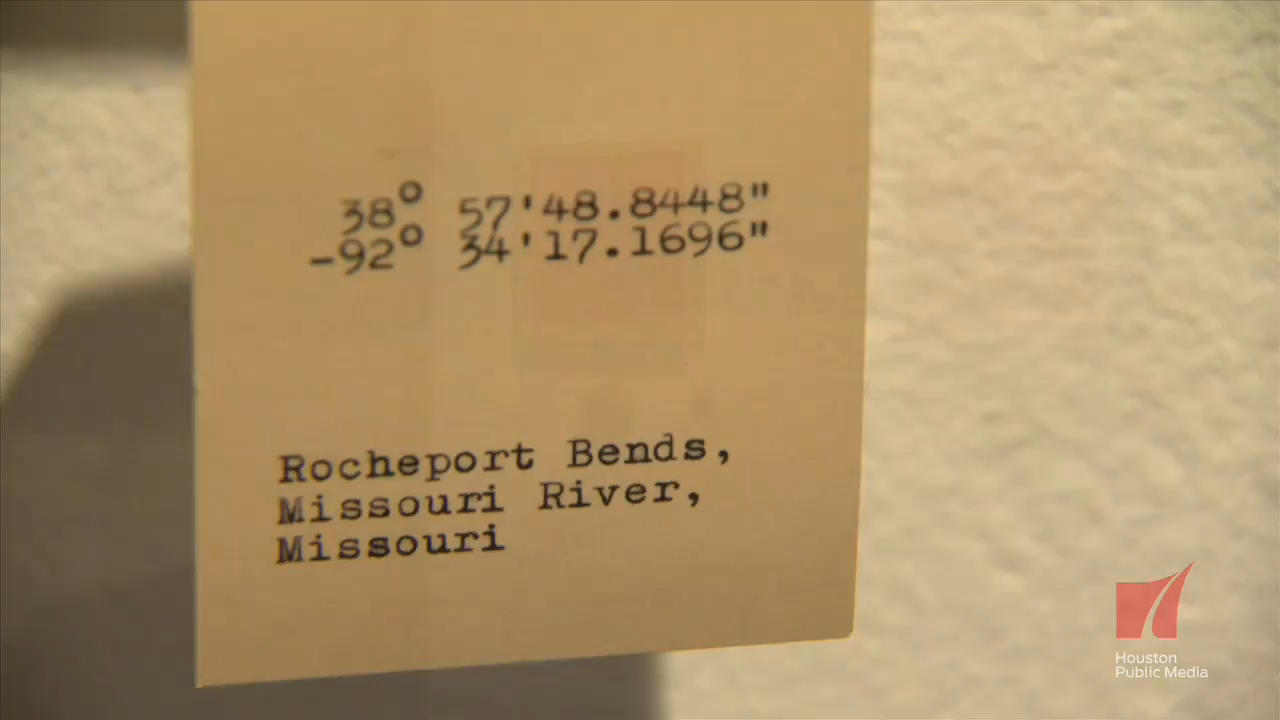 38° 57'48.8448"
-92° 34'17.1696"
Rocheport Bends,
Missouri River,
Missouri
Houston
Public Media